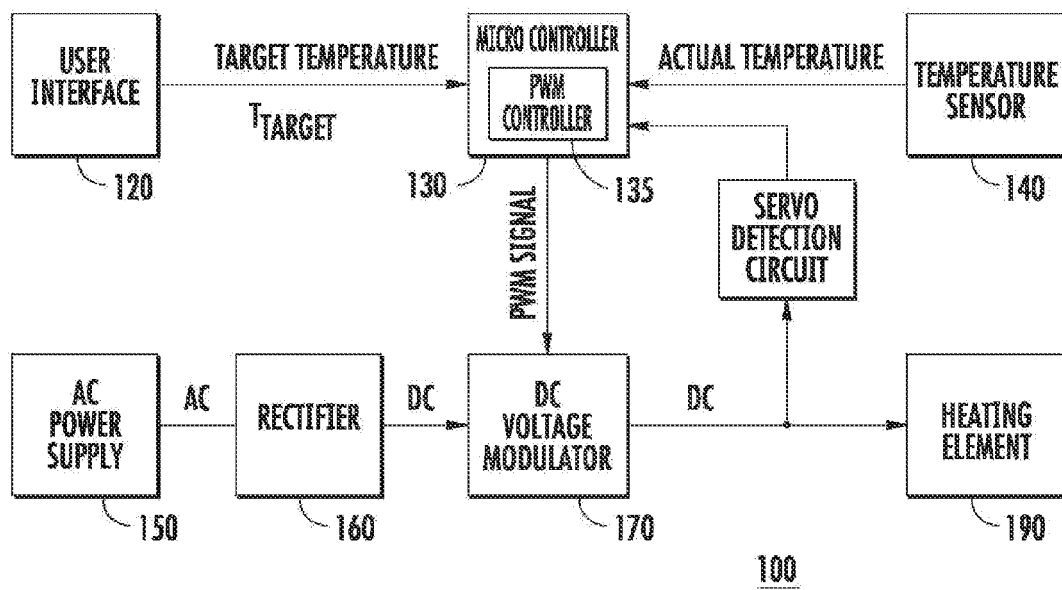 USER
INTERFACE
120
TARGET TEMPERATURE
TTARGET
MICRO CONTROLLER
PWM
CONTROLLER
130
135
ACTUAL TEMPERATURE
TEMPERATURE
SENSOR
140
SERVO
DETECTION
CIRCUIT
PWM SIGNAL
AC
POWER
SUPPLY
150
AC
RECTIFIER
160
DC
DC
VOLTAGE
MODULATOR
170
DC
HEATING
ELEMENT
190
100